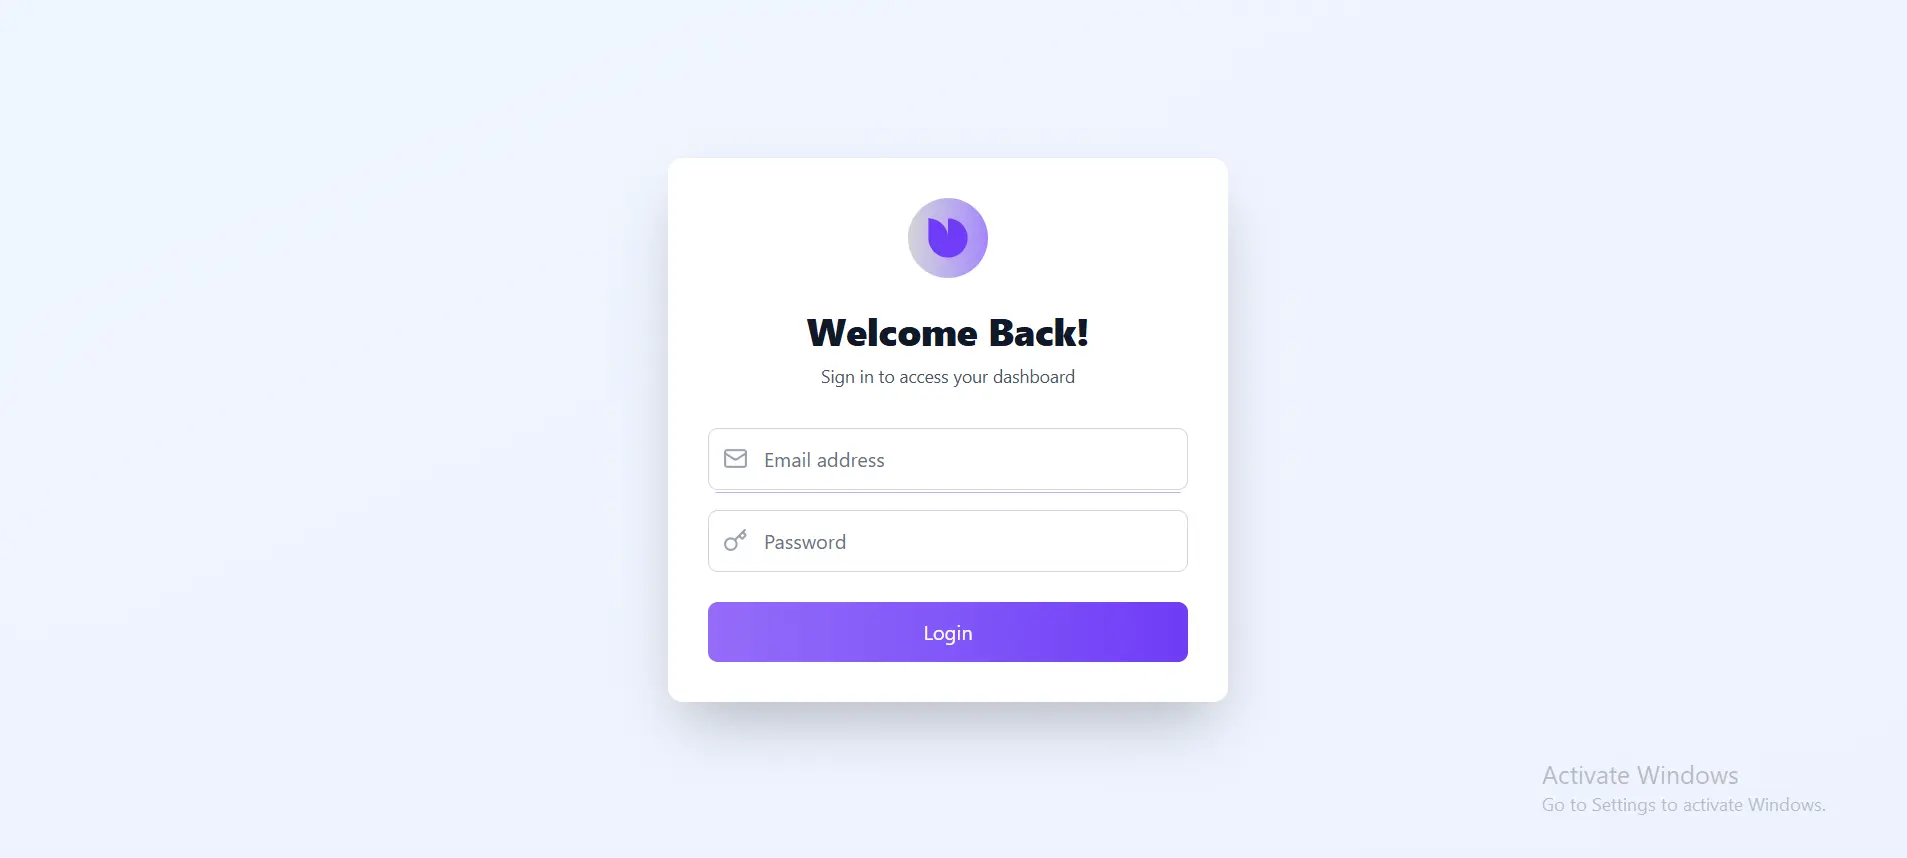 Welcome Back!
Sign in to access your dashboard
Email address
Password
Login
Activate Windows
Go to Settings to activate Windows.